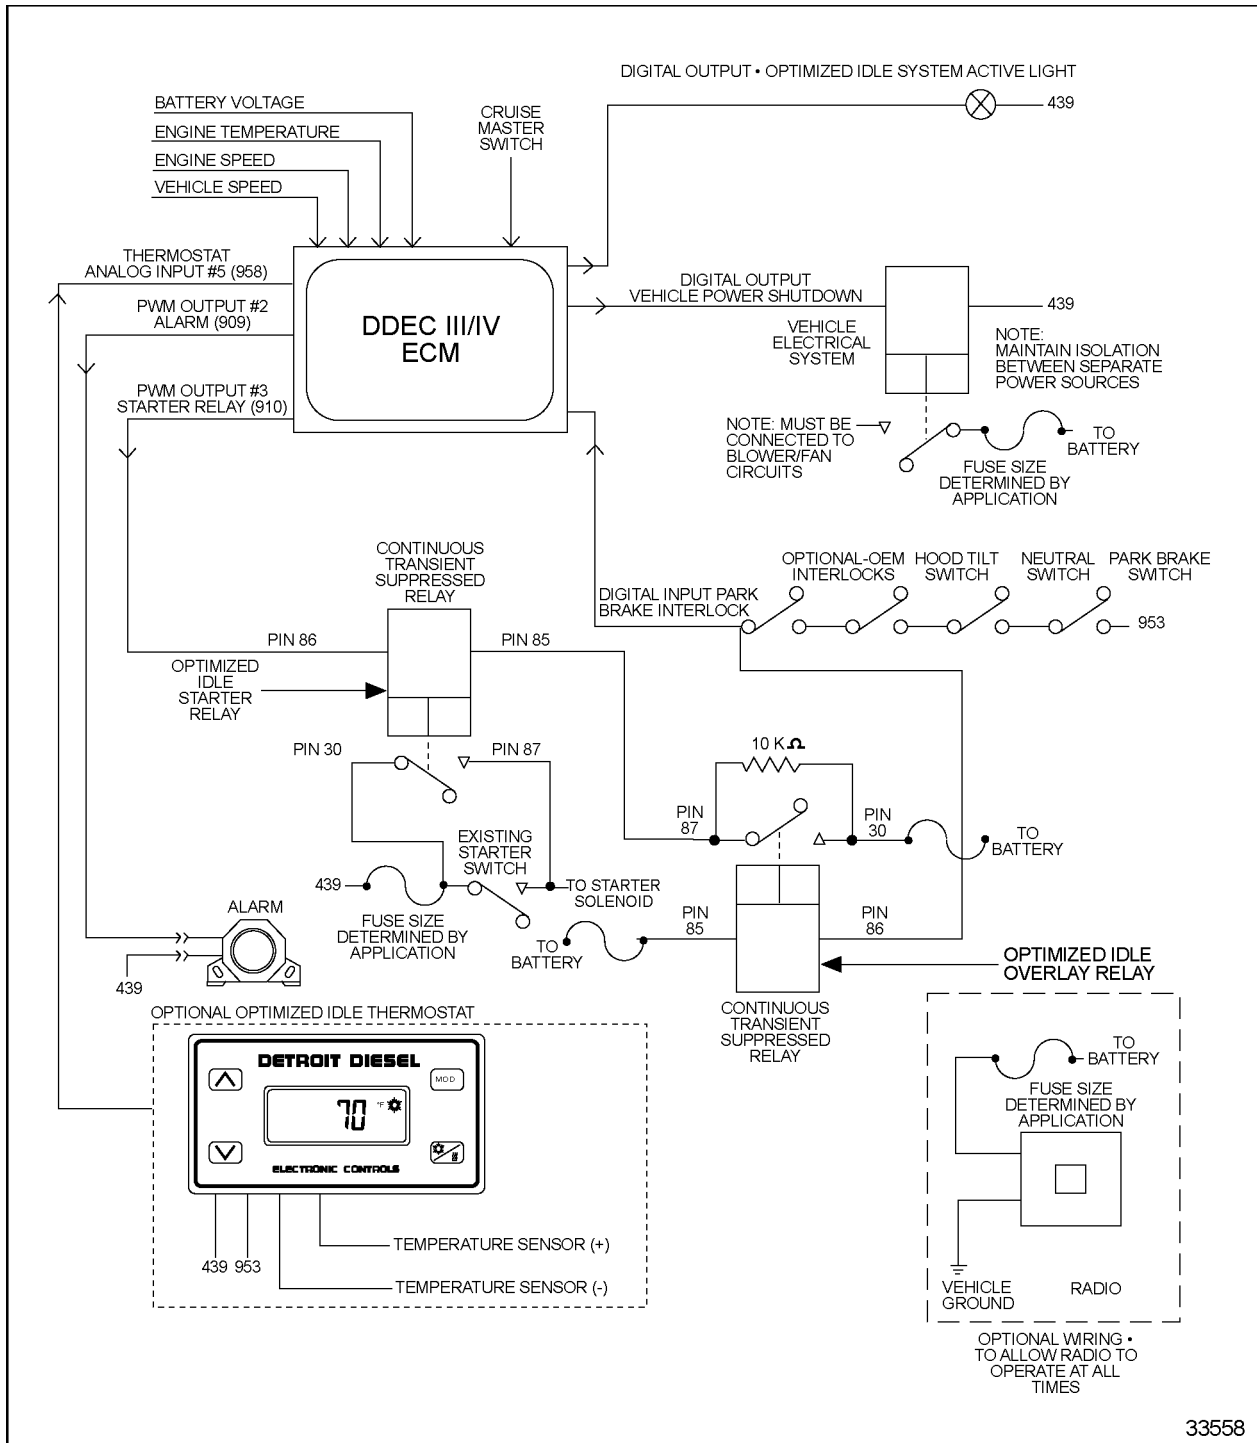 DIGITAL OUTPUT • OPTIMIZED IDLE SYSTEM ACTIVE LIGHT
439
BATTERY VOLTAGE
ENGINE TEMPERATURE
ENGINE SPEED
VEHICLE SPEED
CRUISE
MASTER
SWITCH
THERMOSTAT
ANALOG INPUT #5 (958)
PWM OUTPUT #2
ALARM (909)
PWM OUTPUT #3
STARTER RELAY (910)
DDEC III/IV
ECM
DIGITAL OUTPUT
VEHICLE POWER SHUTDOWN
439
VEHICLE
ELECTRICAL
SYSTEM
NOTE:
MAINTAIN ISOLATION
BETWEEN SEPARATE
POWER SOURCES
NOTE: MUST BE
CONNECTED TO
BLOWER/FAN
CIRCUITS
TO
BATTERY
FUSE SIZE
DETERMINED BY
APPLICATION
CONTINUOUS
TRANSIENT
SUPPRESSED
RELAY
OPTIONAL-OEM
INTERLOCKS
HOOD TILT
SWITCH
NEUTRAL
SWITCH
PARK BRAKE
SWITCH
DIGITAL INPUT PARK
BRAKE INTERLOCK
953
PIN 86
PIN 85
OPTIMIZED
IDLE
STARTER
RELAY
PIN 30
PIN 87
10 K Ω
PIN
87
PIN
30
TO
BATTERY
EXISTING
STARTER
SWITCH
439
TO STARTER
SOLENOID
FUSE SIZE
DETERMINED BY
APPLICATION
TO
BATTERY
PIN
85
PIN
86
ALARM
439
OPTIMIZED IDLE
OVERLAY RELAY
CONTINUOUS
TRANSIENT
SUPPRESSED
RELAY
OPTIONAL OPTIMIZED IDLE THERMOSTAT
DETROIT DIESEL
MOD
70 °F
ELECTRONIC CONTROLS
439 953
TEMPERATURE SENSOR (+)
TEMPERATURE SENSOR (-)
TO
BATTERY
FUSE SIZE
DETERMINED BY
APPLICATION
VEHICLE
GROUND
RADIO
OPTIONAL WIRING •
TO ALLOW RADIO TO
OPERATE AT ALL
TIMES
33558